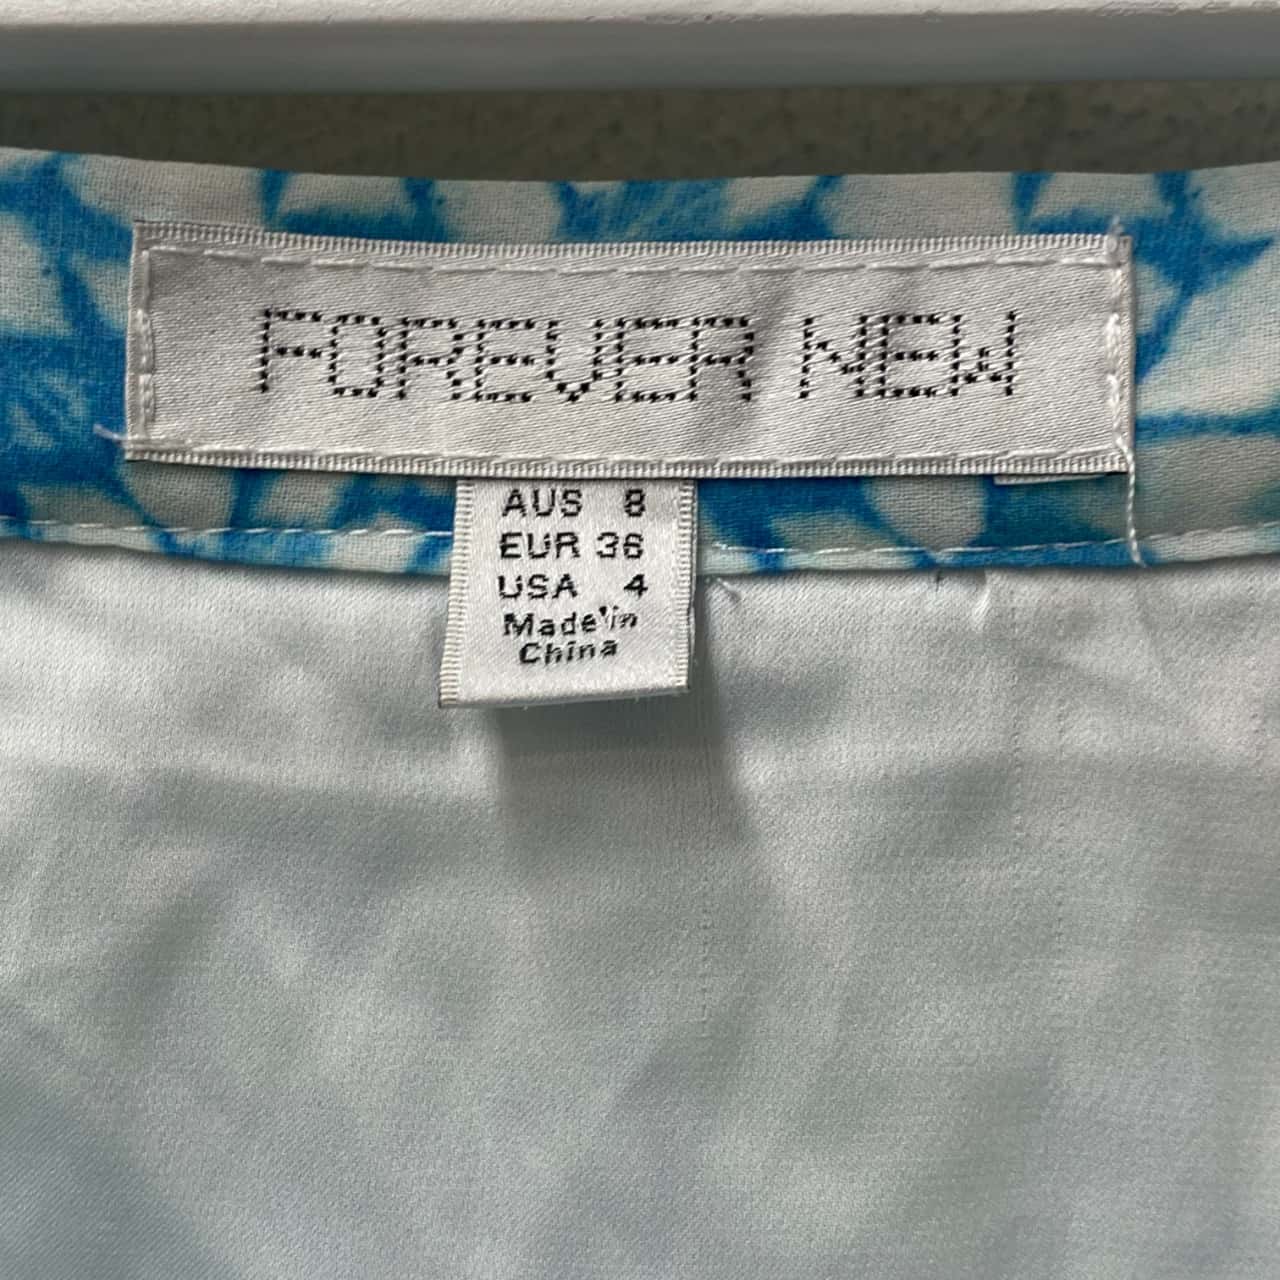 FOREVER NEW
AUS 8
EUR 36
USA 4
Made in
China